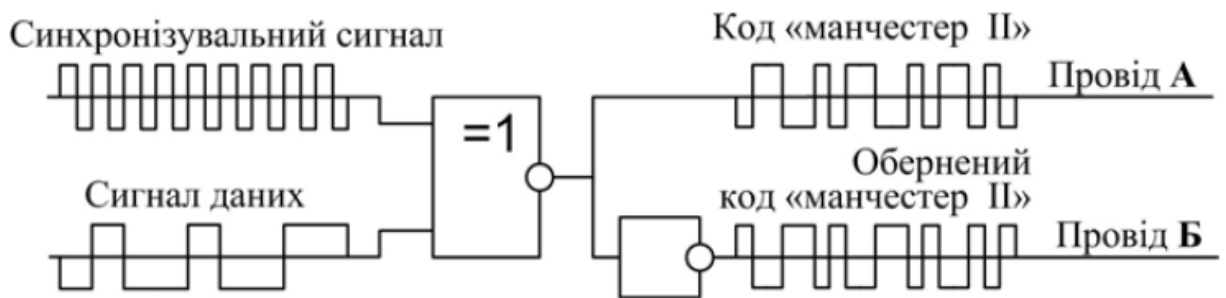 Синхронізувальний сигнал
Код «манчестер II»
Провід А
=1
Сигнал даних
Обернений
код «манчестер II»
Провід Б